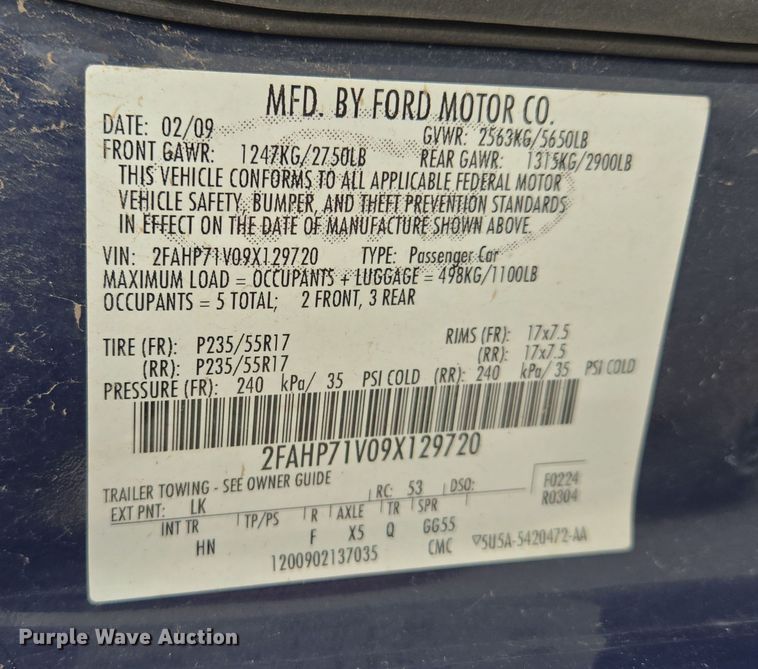 MFD. BY FORD MOTOR CO.
DATE: 02/09 GVWR: 2563KG/5650LB
FRONT GAWR: 1247KG/2750LB REAR GAWR: 1315KG/2900LB
THIS VEHICLE CONFORMS TO ALL APPLICABLE FEDERAL MOTOR
VEHICLE SAFETY, BUMPER, AND THEFT PREVENTION STANDARDS
IN EFFECT ON THE DATE OF MANUFACTURE SHOWN ABOVE.
VIN: 2FAHP71V09X129720 TYPE: Passenger Car
MAXIMUM LOAD = OCCUPANTS + LUGGAGE = 498KG/1100LB
OCCUPANTS = 5 TOTAL; 2 FRONT, 3 REAR
TIRE (FR): P235/55R17 RIMS (FR): 17x7.5
(RR): P235/55R17 (RR): 17x7.5
PRESSURE (FR): 240 kPa/ 35 PSI COLD (RR): 240 kPa/ 35 PSI COLD
2FAHP71V09X129720
TRAILER TOWING - SEE OWNER GUIDE
EXT PNT: LK RC: 53 DSO: F0224
R0304
INT TR TP/PS R AXLE TR SPR
HN F X5 Q GG55
1200902137035 CMC ▽5U5A-5420472-AA
Purple Wave Auction